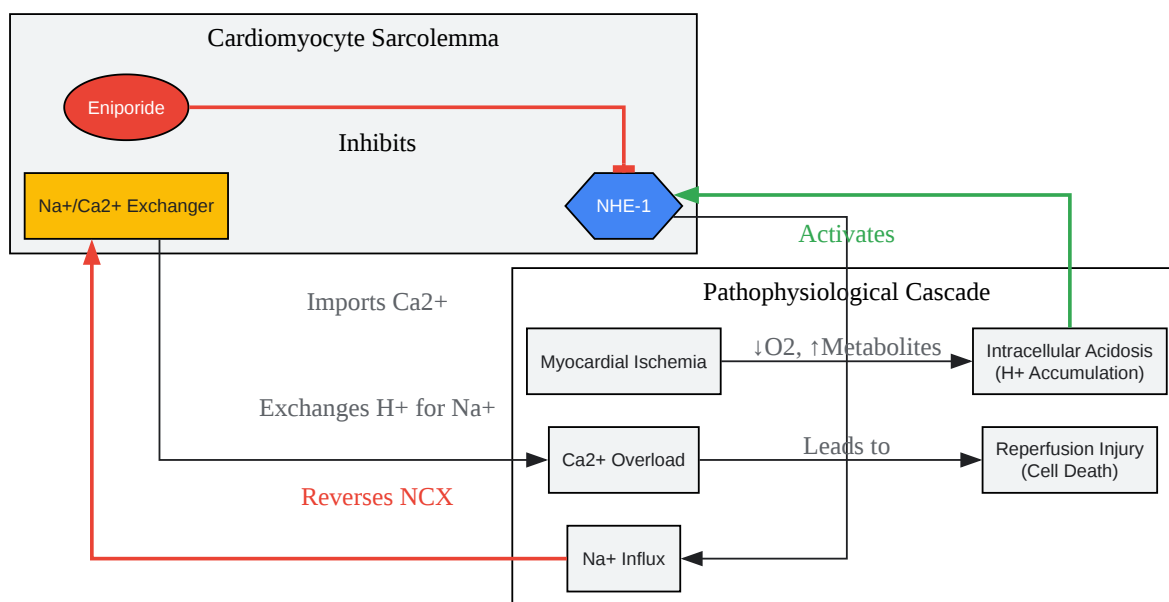 Cardiomyocyte Sarcolemma
Eniporide
Inhibits
Na+/Ca2+ Exchanger
NHE-1
Activates
Pathophysiological Cascade
Imports Ca2+
Myocardial Ischemia
↓O2, ↑Metabolites
Intracellular Acidosis
(H+ Accumulation)
Exchanges H+ for Na+
Ca2+ Overload
Leads to
Reperfusion Injury
(Cell Death)
Reverses NCX
Na+ Influx